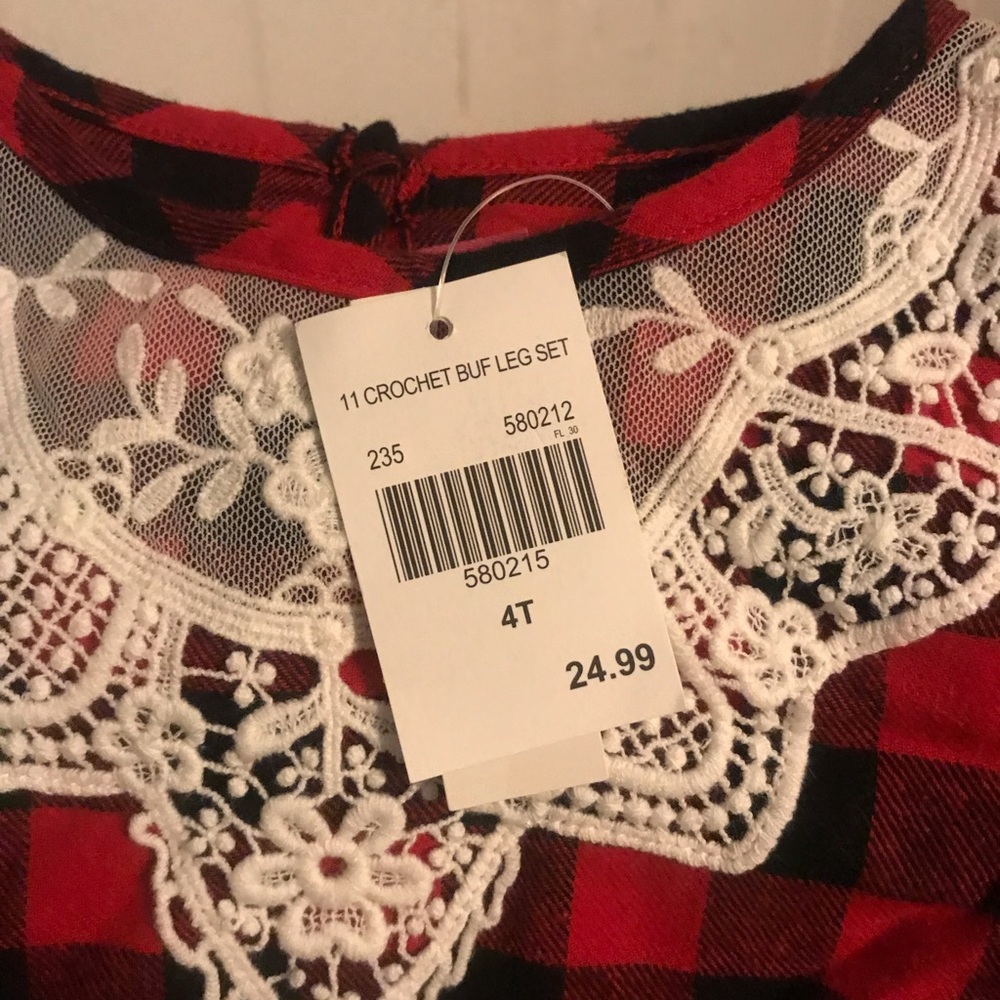 11 CROCHET BUF LEG SET
580212
235
FL 30
580215
4T
24.99